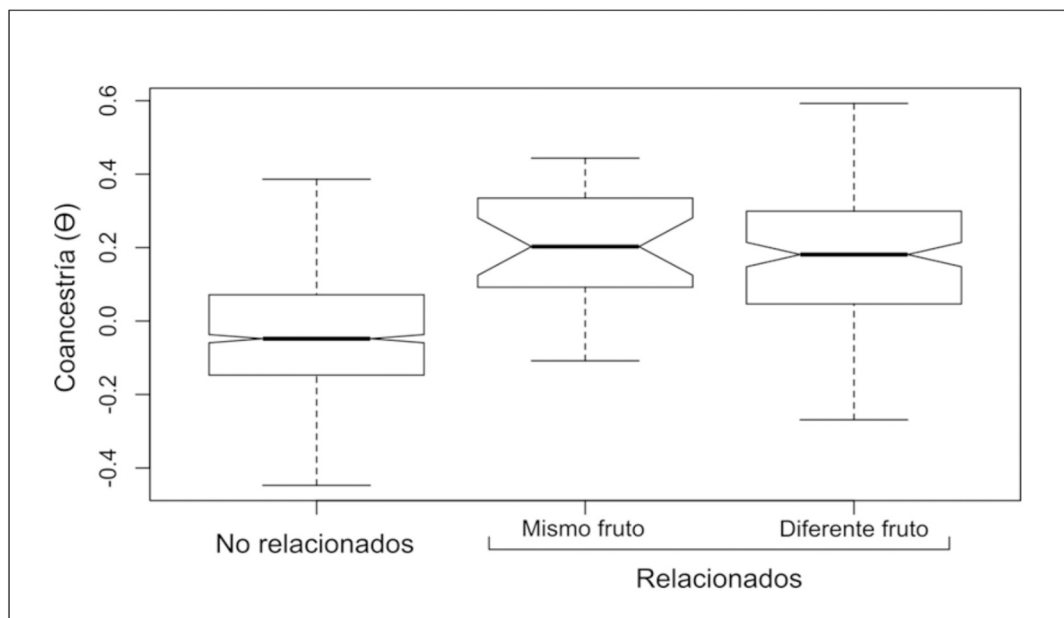 Coancestría (Θ)
0.6
0.4
0.2
0.0
-0.2
-0.4
No relacionados
Mismo fruto
Diferente fruto
Relacionados